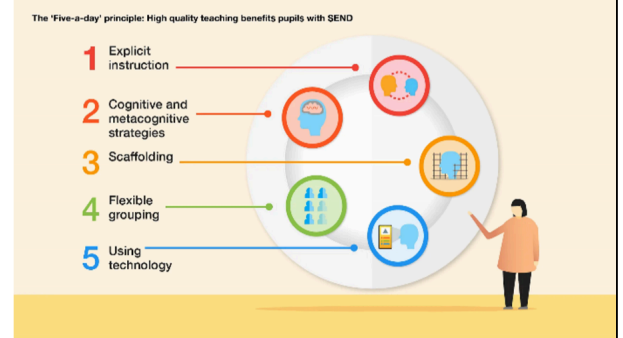 The 'Five-a-day' principle: High quality teaching benefits pupils with SEND
1 Explicit
instruction
2 Cognitive and
metacognitive
strategies
3 Scaffolding
4 Flexible
grouping
5 Using
technology